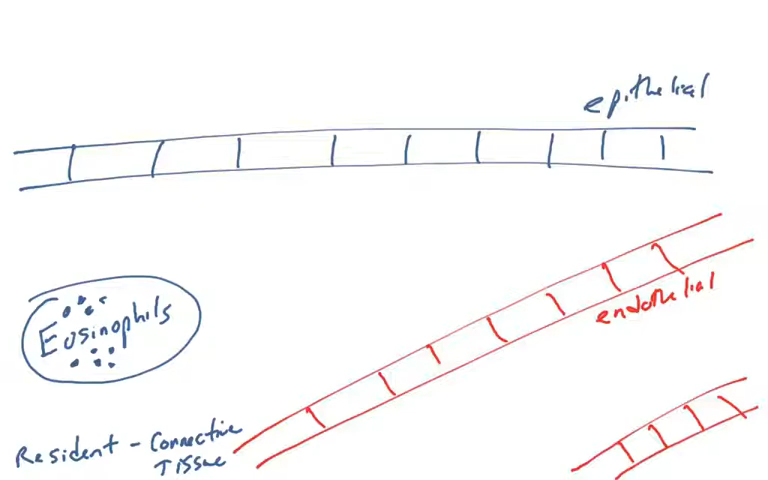 epithelial
Eosinophils
endothelial
Resident - Connective
Tissue